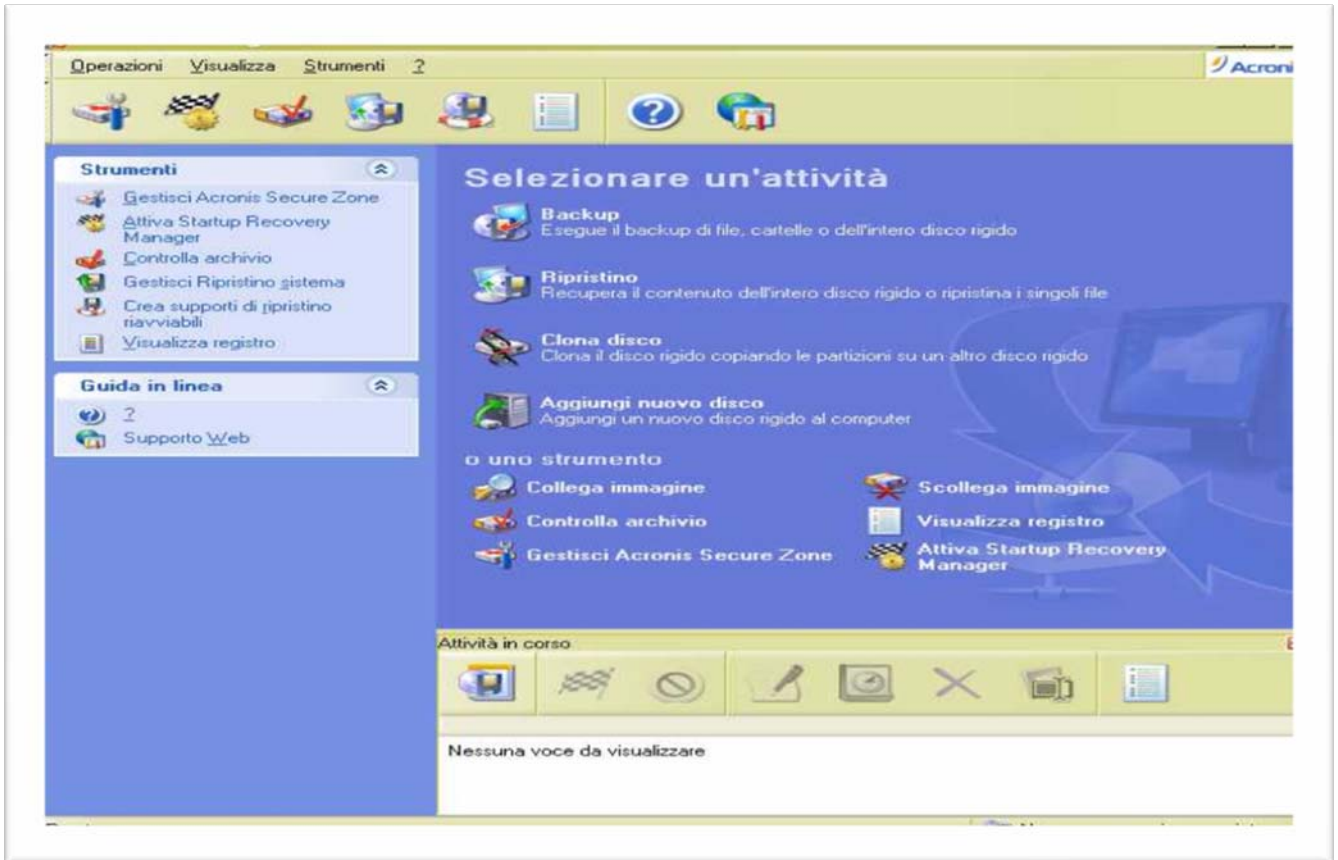 Operazioni Visualizza Strumenti ?
Strumenti
Gestisci Acronis Secure Zone
Attiva Startup Recovery
Manager
Controlla archivio
Gestisci Ripristino sistema
Crea supporti di ripristino
riavviabili
Visualizza registro
Guida in linea
?
Supporto Web
Selezionare un'attività
Backup
Esegue il backup di file, cartelle o dell'intero disco rigido
Ripristino
Recupera il contenuto dell'intero disco rigido o ripristina i singoli file
Clona disco
Clona il disco rigido copiando le partizioni su un altro disco rigido
Aggiungi nuovo disco
Aggiungi un nuovo disco rigido al computer
o uno strumento
Collega immagine
Scollega immagine
Controlla archivio
Visualizza registro
Gestisci Acronis Secure Zone
Attiva Startup Recovery
Manager
Attività in corso
Nessuna voce da visualizzare